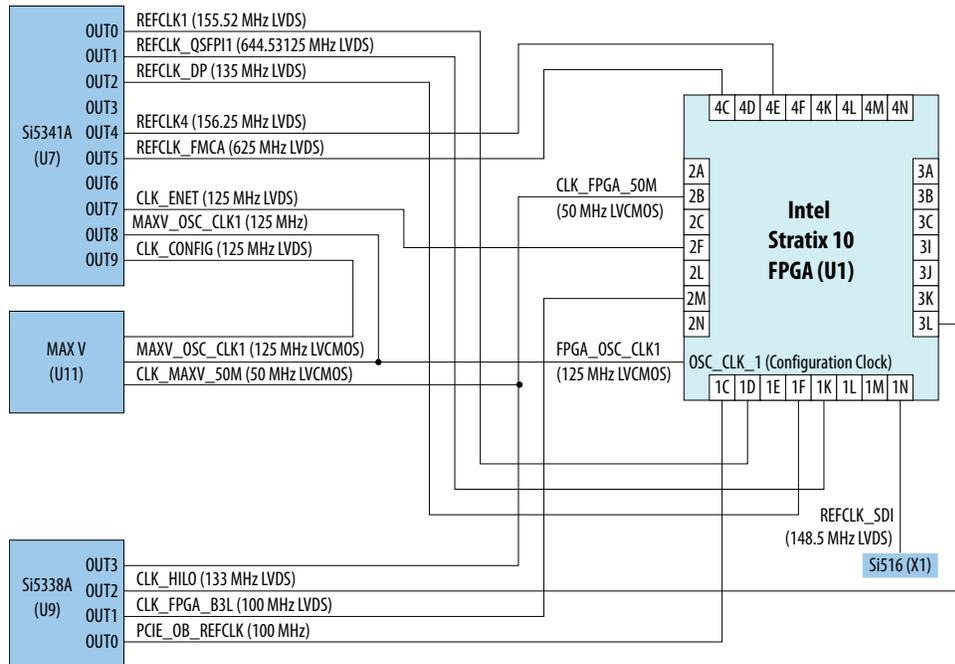 Si5341A
(U7)
OUT0
OUT1
OUT2
OUT3
OUT4
OUT5
OUT6
OUT7
OUT8
OUT9
REFCLK1 (155.52 MHz LVDS)
REFCLK_QSFPI1 (644.53125 MHz LVDS)
REFCLK_DP (135 MHz LVDS)
REFCLK4 (156.25 MHz LVDS)
REFCLK_FMCA (625 MHz LVDS)
CLK_ENET (125 MHz LVDS)
MAXV_OSC_CLK1 (125 MHz)
CLK_CONFIG (125 MHz LVDS)
MAX V
(U11)
MAXV_OSC_CLK1 (125 MHz LVCMOS)
CLK_MAXV_50M (50 MHz LVCMOS)
Si5338A
(U9)
OUT3
OUT2
OUT1
OUT0
CLK_HILO (133 MHz LVDS)
CLK_FPGA_B3L (100 MHz LVDS)
PCIE_OB_REFCLK (100 MHz)
CLK_FPGA_50M
(50 MHz LVCMOS)
FPGA_OSC_CLK1
(125 MHz LVCMOS)
4C 4D 4E 4F 4K 4L 4M 4N
2A
2B
2C
2F
2L
2M
2N
Intel
Stratix 10
FPGA (U1)
3A
3B
3C
3I
3J
3K
3L
OSC_CLK_1 (Configuration Clock)
1C 1D 1E 1F 1K 1L 1M 1N
REFCLK_SDI
(148.5 MHz LVDS)
Si516 (X1)